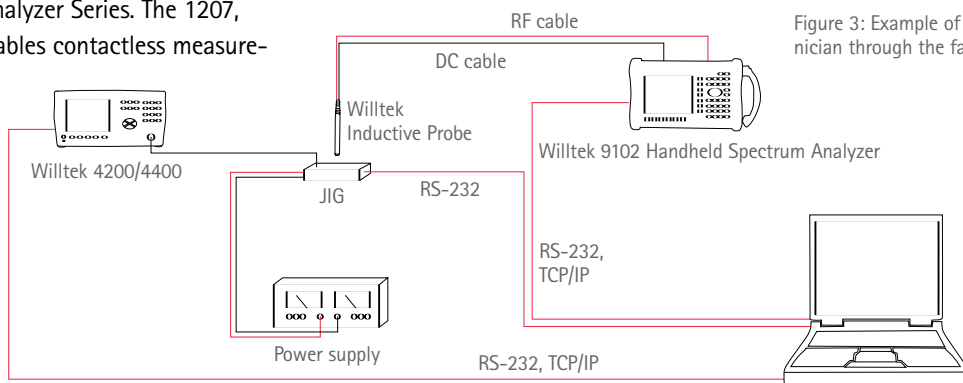 alyzer Series. The 1207,
ables contactless measure-
Figure 3: Example of
nician through the fa
RF cable
DC cable
Willtek
Inductive Probe
Willtek 4200/4400
Willtek 9102 Handheld Spectrum Analyzer
JIG
RS-232
RS-232,
TCP/IP
Power supply
RS-232, TCP/IP